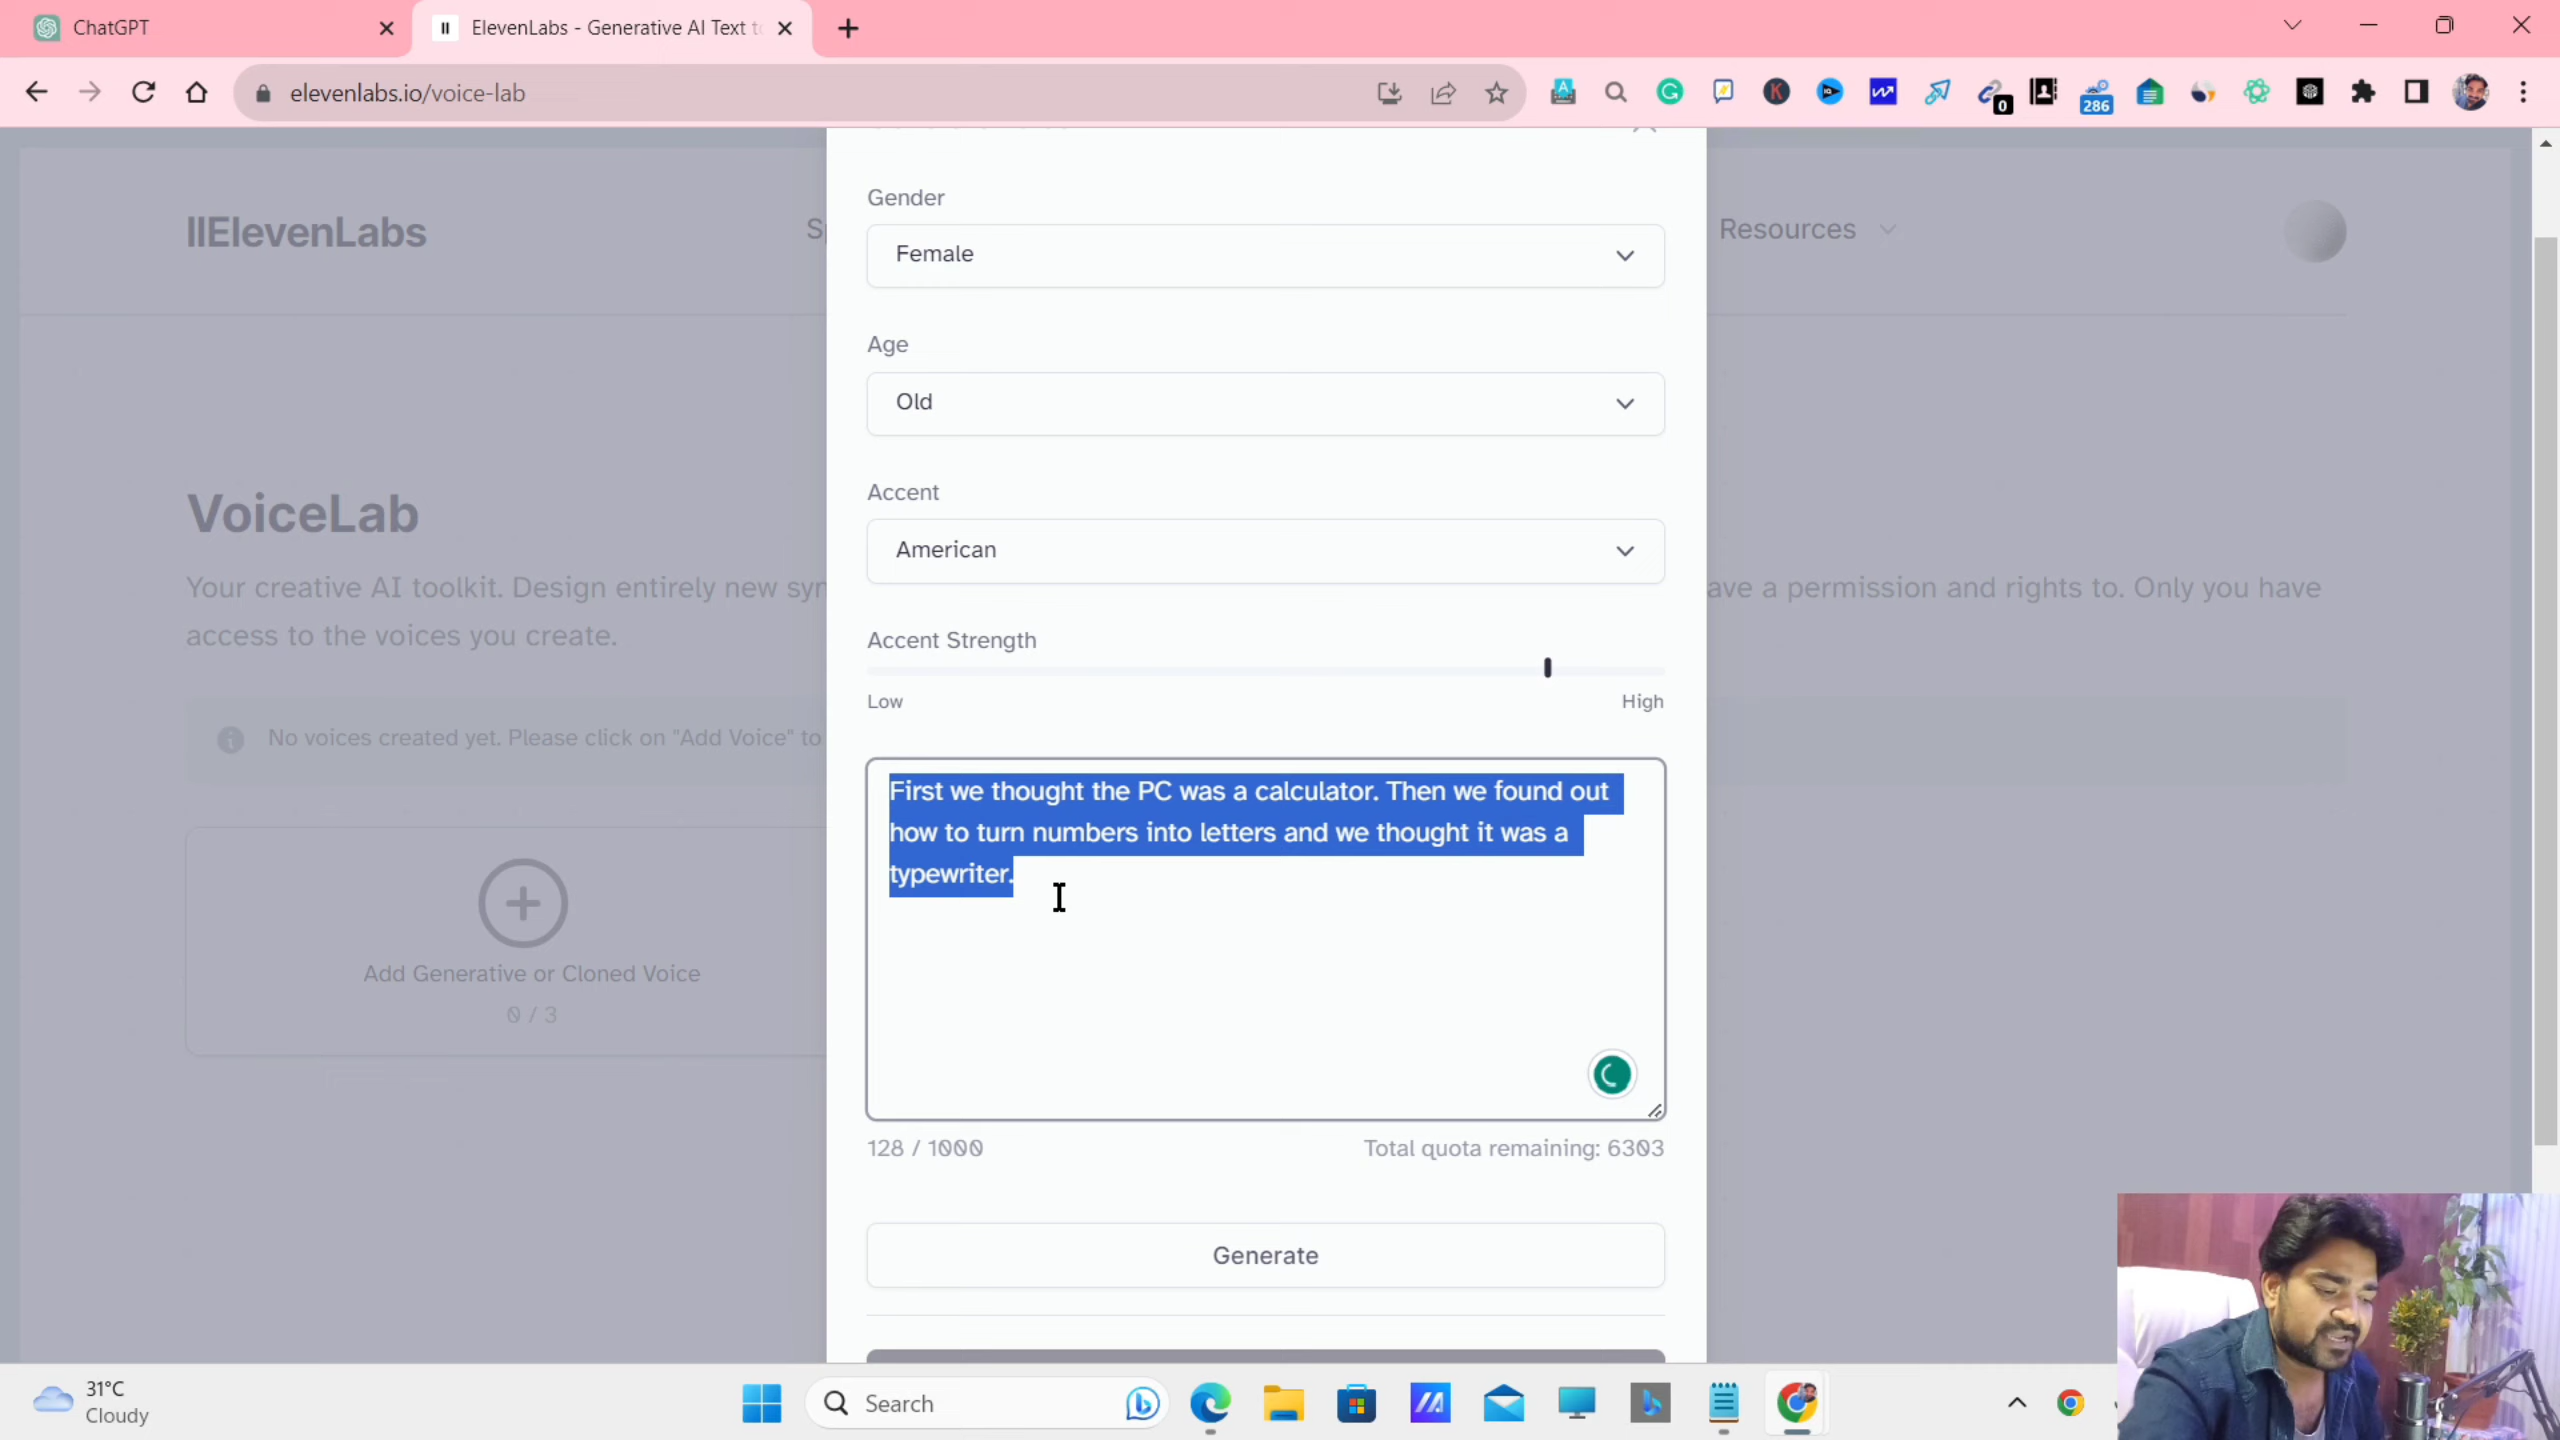 ChatGPT
ElevenLabs - Generative AI Text to
elevenlabs.io/voice-lab
0
286
IIElevenLabs
Resources
Gender
Female
Age
Old
Accent
American
Accent Strength
Low
High
VoiceLab
Your creative AI toolkit. Design entirely new syn
ave a permission and rights to. Only you have
access to the voices you create.
No voices created yet. Please click on "Add Voice" to
First we thought the PC was a calculator. Then we found out
how to turn numbers into letters and we thought it was a
typewriter.
Add Generative or Cloned Voice
0 / 3
128 / 1000
Total quota remaining: 6303
Generate
31°C
Cloudy
Search